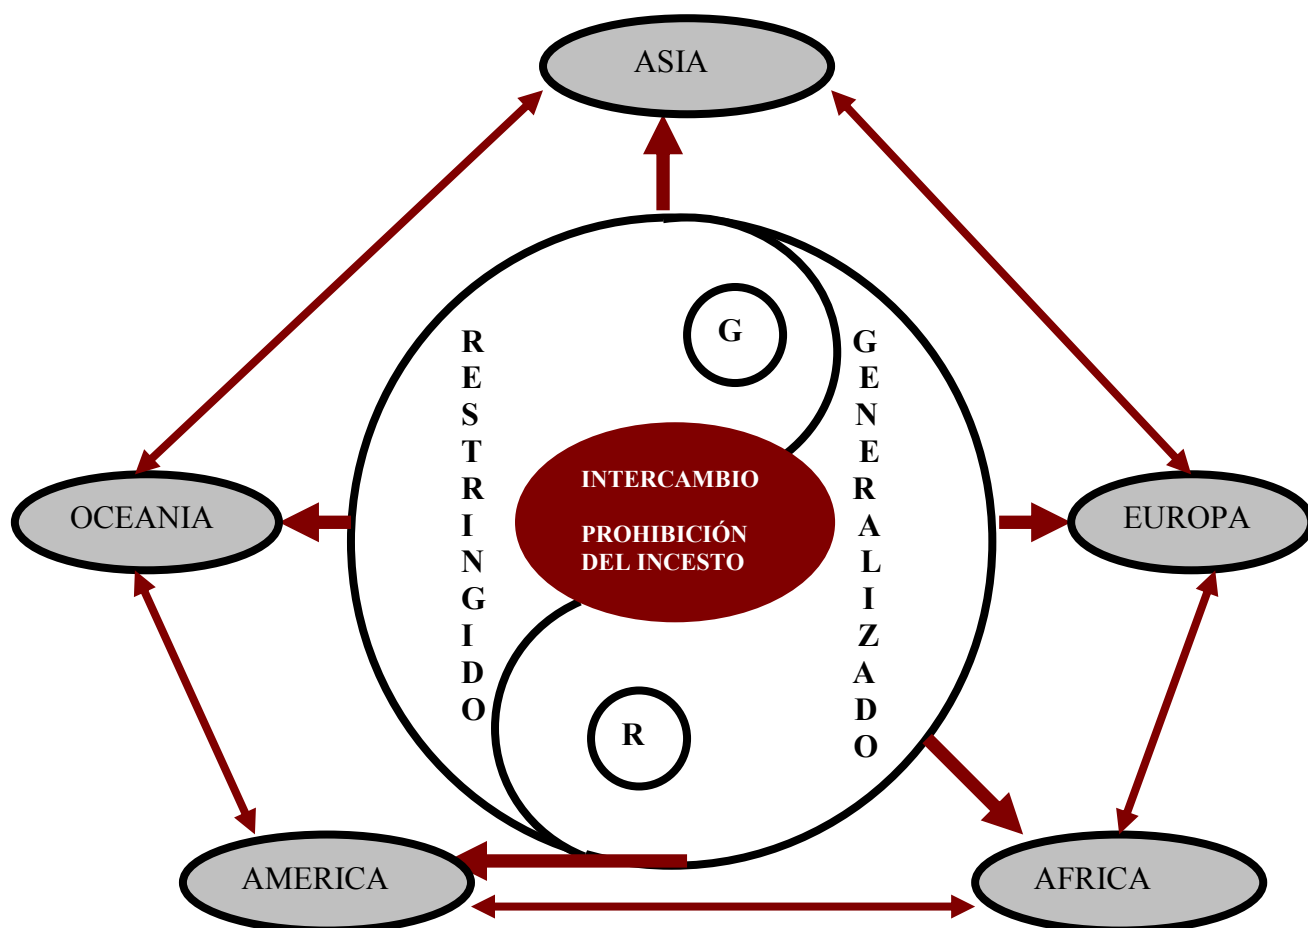 ASIA
G
RESTRINGIDO
GENERALIZADO
INTERCAMBIO
PROHIBICIÓN
DEL INCESTO
OCEANIA
EUROPA
R
AMERICA
AFRICA